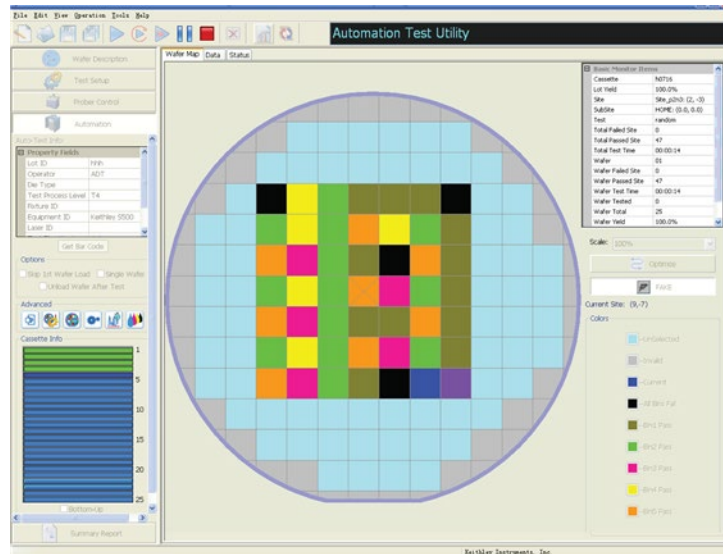 File Edit View Operation Tools Help
Automation Test Utility
Wafer Description
Test Setup
Prober Control
Automation
Wafer Map Data Status
Auto-Test Info
Property Fields
Lot ID hhh
Operator ADT
Die Type
Test Process Level T4
Fixture ID
Equipment ID Keithley S500
Laser ID
Get Bar Code
Options
Skip 1st Wafer Load Single Wafer
Unload Wafer After Test
Advanced
Cassette Info
1
5
10
15
20
25
Bottom-Up
Summary Report
Basic Monitor Items
Cassette h0716
Lot Yield 100.0%
Site Site_p2n3: (2, -3)
SubSite HOME: (0.0, 0.0)
Test random
Total Failed Site 0
Total Passed Site 47
Total Test Time 00:00:14
Wafer 01
Wafer Failed Site 0
Wafer Passed Site 47
Wafer Test Time 00:00:14
Wafer Tested 0
Wafer Total 25
Wafer Yield 100.0%
Scale: 100%
Optimize
FAKE
Current Site: (9,-7)
Colors
-UnSelected
-Invalid
-Current
-All Bins Fail
-Bin1 Pass
-Bin2 Pass
-Bin3 Pass
-Bin4 Pass
-Bin5 Pass
Keithley Instruments, Inc.